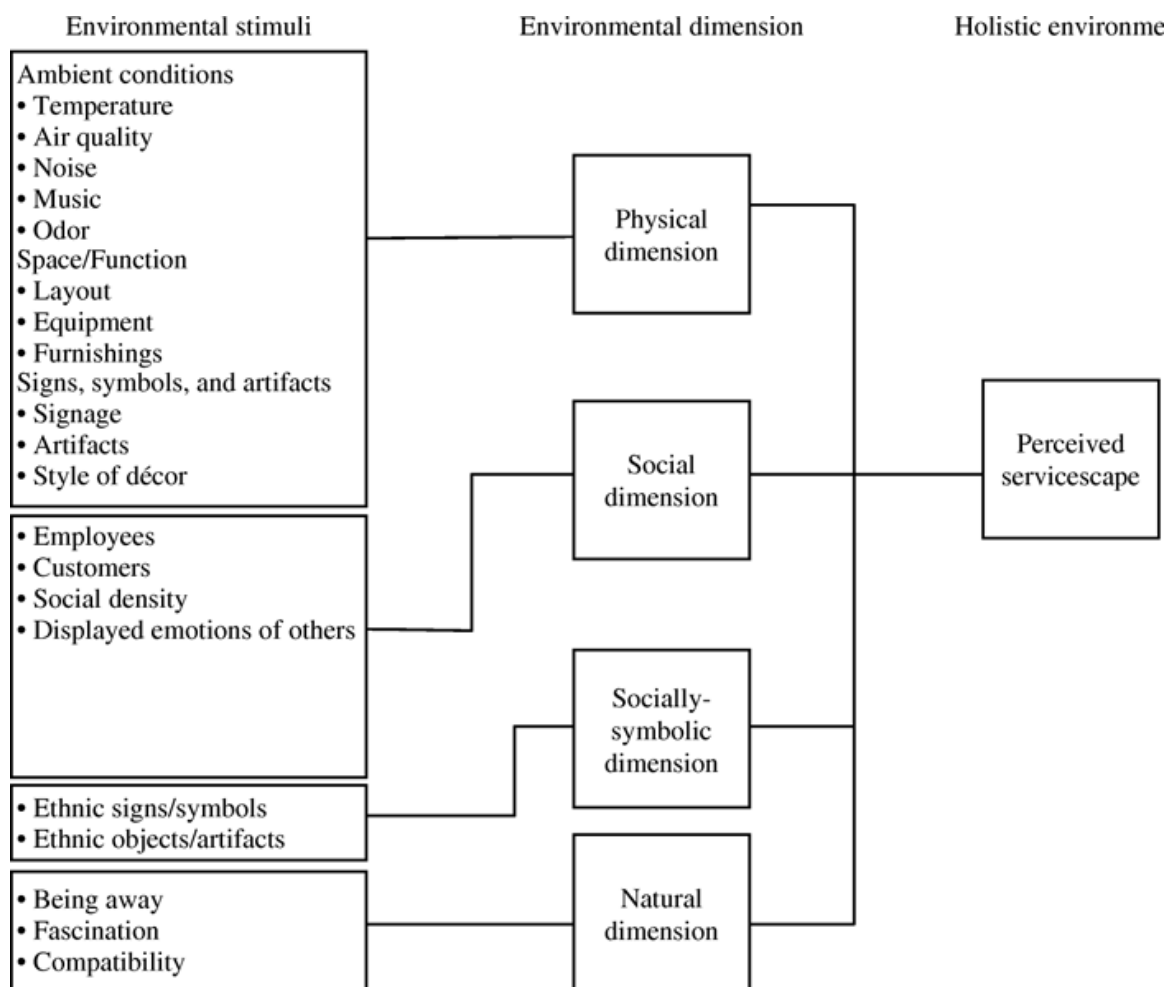 Environmental stimuli
Environmental dimension
Holistic environme
Ambient conditions
• Temperature
• Air quality
• Noise
• Music
• Odor
Space/Function
• Layout
• Equipment
• Furnishings
Signs, symbols, and artifacts
• Signage
• Artifacts
• Style of décor
• Employees
• Customers
• Social density
• Displayed emotions of others
• Ethnic signs/symbols
• Ethnic objects/artifacts
• Being away
• Fascination
• Compatibility
Physical
dimension
Social
dimension
Socially-
symbolic
dimension
Natural
dimension
Perceived
servicescape